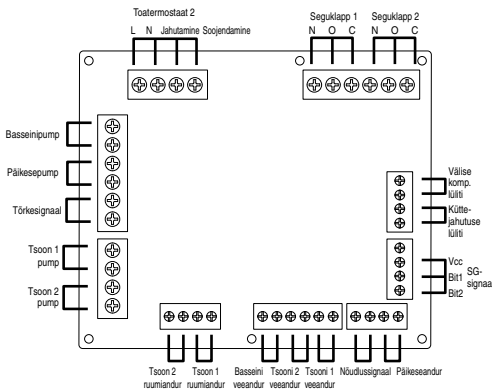 Toatermostaat 2
L N Jahutamine Soojendamine
Seguklapp 1 Seguklapp 2
N O C N O C
Basseinipump
Päikesepump
Tõrkesignaal
Tsoon 1
pump
Tsoon 2
pump
Välise
komp.
lüliti
Kütte-
jahutuse
lüliti
Vcc
Bit1
Bit2
SG-
signaa
Tsoon 2
ruumiandur
Tsoon 1
ruumiandur
Basseini
veeandur
Tsooni 2
veeandur
Tsooni 1
veeandur
Nõudlussignaal
Päikeseandur